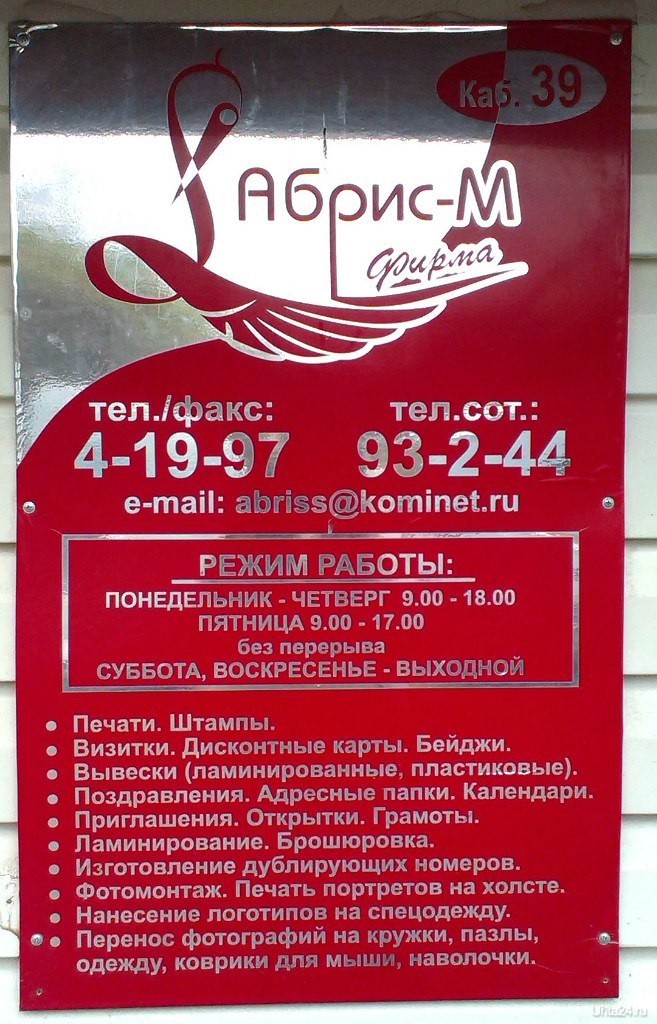 Каб. 39
Абрис-М
фирма
тел./факс: тел.сот.:
4-19-97 93-2-44
e-mail: abriss@kominet.ru
РЕЖИМ РАБОТЫ:
ПОНЕДЕЛЬНИК - ЧЕТВЕРГ 9.00 - 18.00
ПЯТНИЦА 9.00 - 17.00
без перерыва
СУББОТА, ВОСКРЕСЕНЬЕ - ВЫХОДНОЙ
• Печати. Штампы.
• Визитки. Дисконтные карты. Бейджи.
• Вывески (ламинированные, пластиковые).
• Поздравления. Адресные папки. Календари.
• Приглашения. Открытки. Грамоты.
• Ламинирование. Брошюровка.
• Изготовление дублирующих номеров.
• Фотомонтаж. Печать портретов на холсте.
• Нанесение логотипов на спецодежду.
• Перенос фотографий на кружки, пазлы,
одежду, коврики для мыши, наволочки.
Uhta24.ru